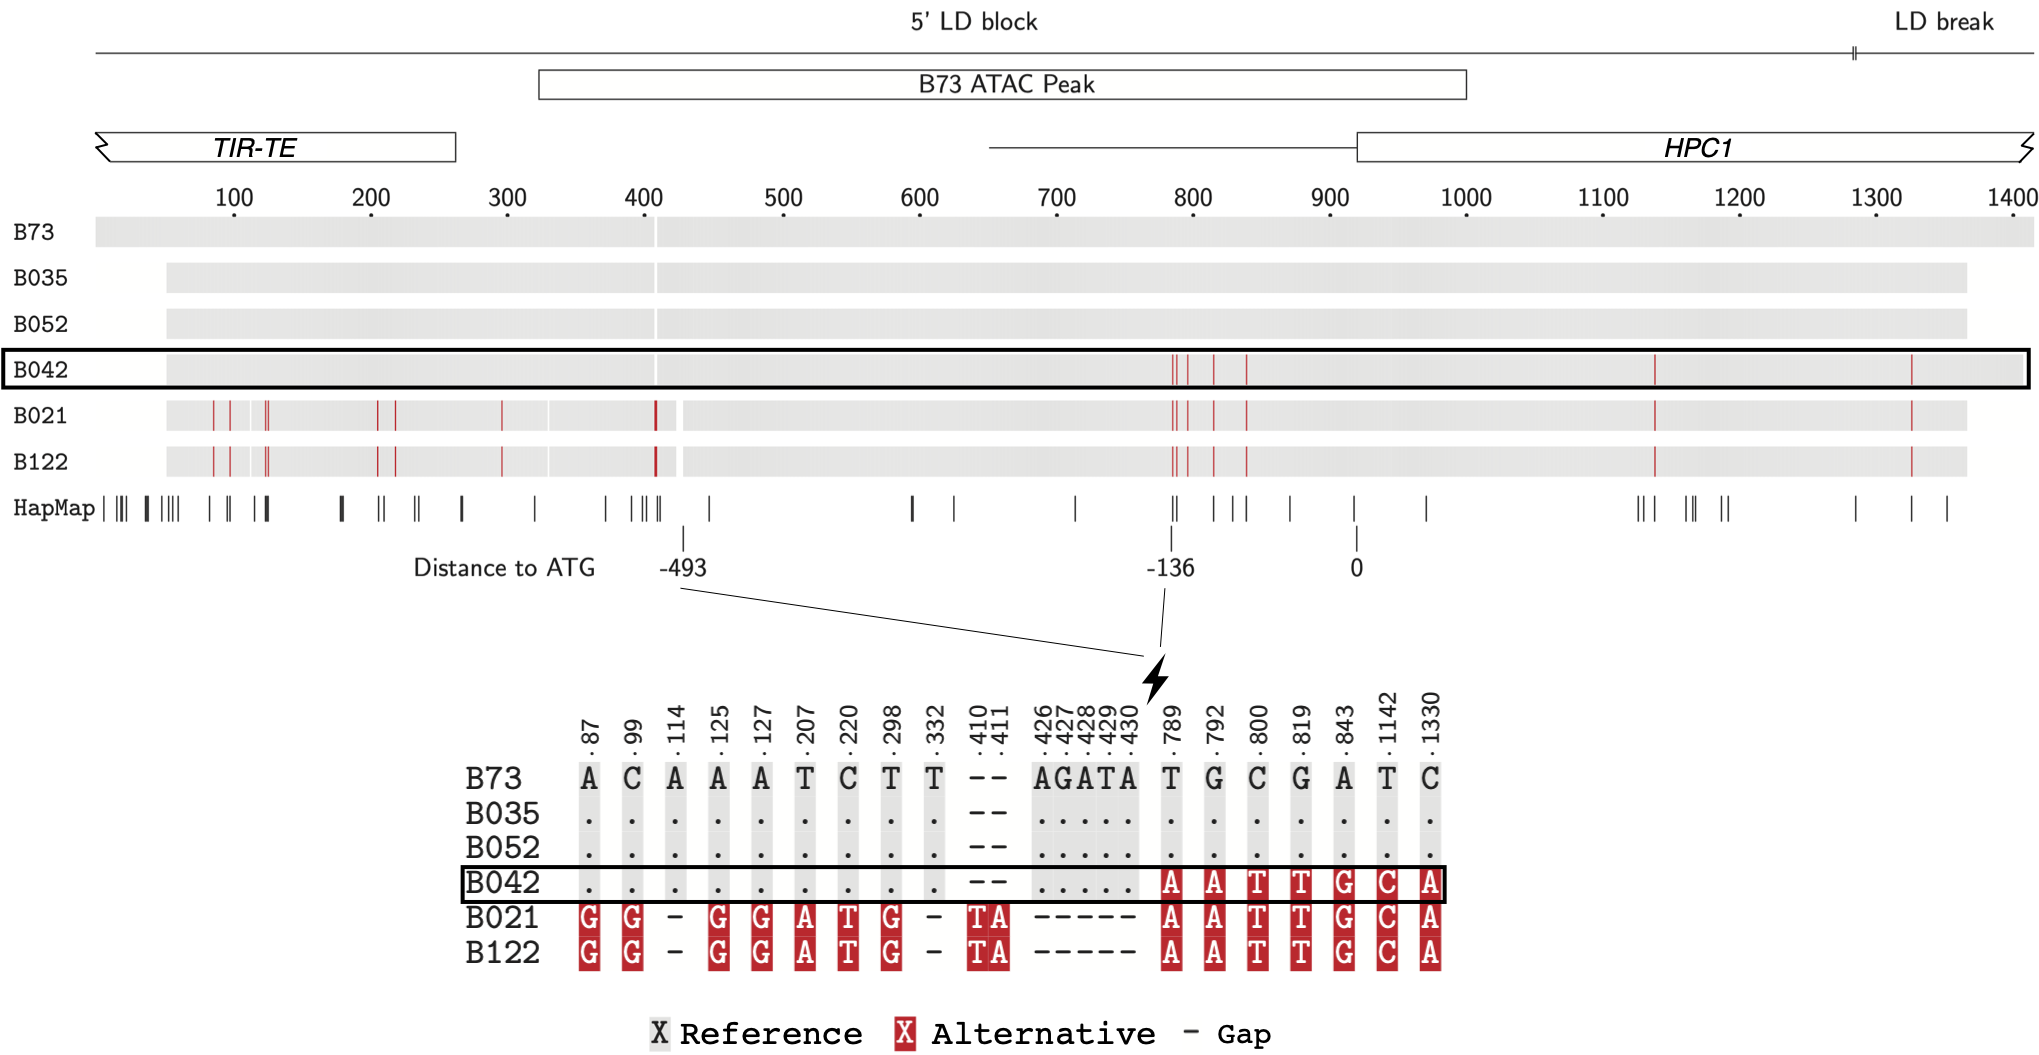 5' LD block LD break
B73 ATAC Peak
TIR-TE HPC1
100 200 300 400 500 600 700 800 900 1000 1100 1200 1300 1400
B73
B035
B052
B042
B021
B122
HapMap
Distance to ATG -493 -136 0
87 99 114 125 127 207 220 298 332 410 411 426 427 428 429 430 789 792 800 819 843 1142 1330
B73 A C A A A T C T T -- AGATA T G C G A T C
B035 . . . . . . . . . -- ..... . . . . . . .
B052 . . . . . . . . . -- ..... . . . . . . .
B042 . . . . . . . . . -- ..... A A T T G C A
B021 G G - G G A T G - TA ----- A A T T G C A
B122 G G - G G A T G - TA ----- A A T T G C A
X Reference X Alternative - Gap